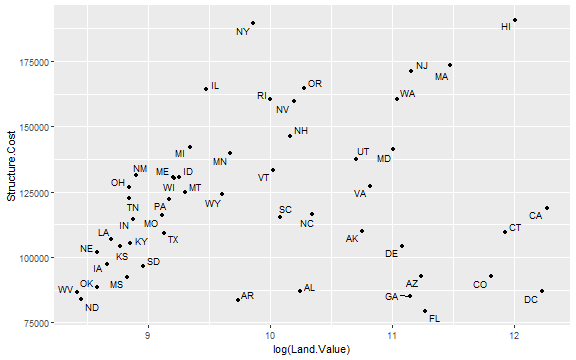 HI
NY
NJ
MA
IL
OR
RI
NV
WA
NH
MI
MN
UT
MD
VT
NM
ME
ID
OH
WI
MT
WY
VA
TN
PA
CA
IN
MO
SC
NC
TX
AK
CT
LA
KY
KS
DE
NE
IA
SD
OK
MS
AZ
CO
WV
ND
AR
AL
GA
FL
DC
175000
150000
125000
100000
75000
Structure.Cost
9
10
11
12
log(Land.Value)